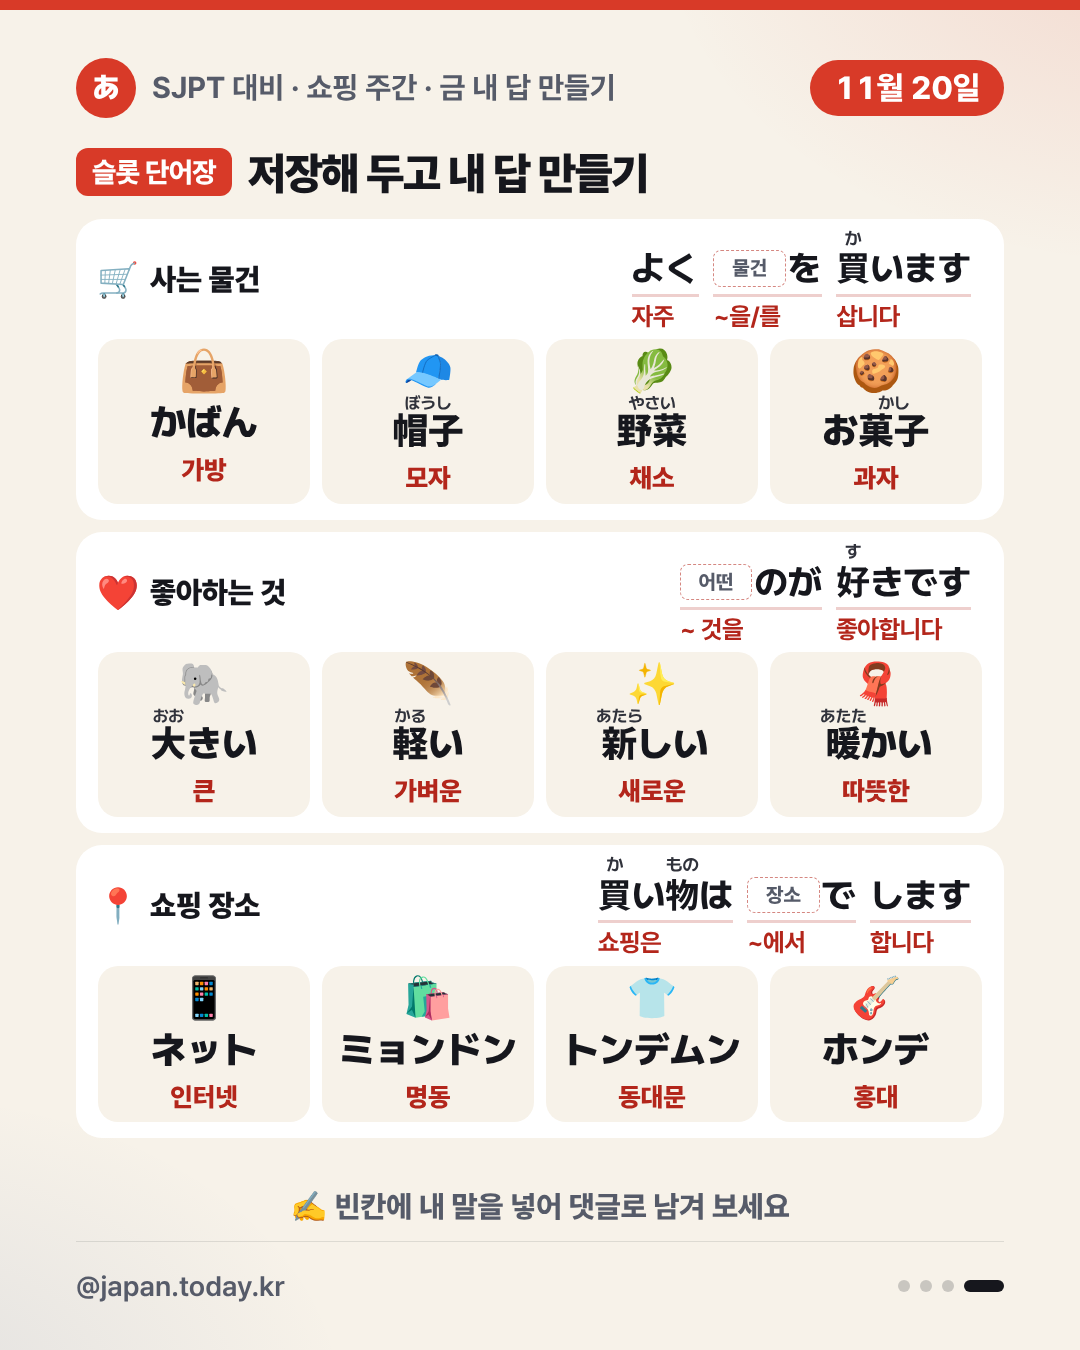 あ SJPT 대비 · 쇼핑 주간 · 금 내 답 만들기 11월 20일
슬롯 단어장 저장해 두고 내 답 만들기
か
사는 물건 よく 물건 を 買います
자주 ~을/를 삽니다
ぼうし やさい かし
かばん 帽子 野菜 お菓子
가방 모자 채소 과자
す
좋아하는 것 어떤 のが 好きです
~ 것을 좋아합니다
おお かる あたら あたた
大きい 軽い 新しい 暖かい
큰 가벼운 새로운 따뜻한
か もの
쇼핑 장소 買い物は 장소 で します
쇼핑은 ~에서 합니다
ネット ミョンドン トンデムン ホンデ
인터넷 명동 동대문 홍대
빈칸에 내 말을 넣어 댓글로 남겨 보세요
@japan.today.kr